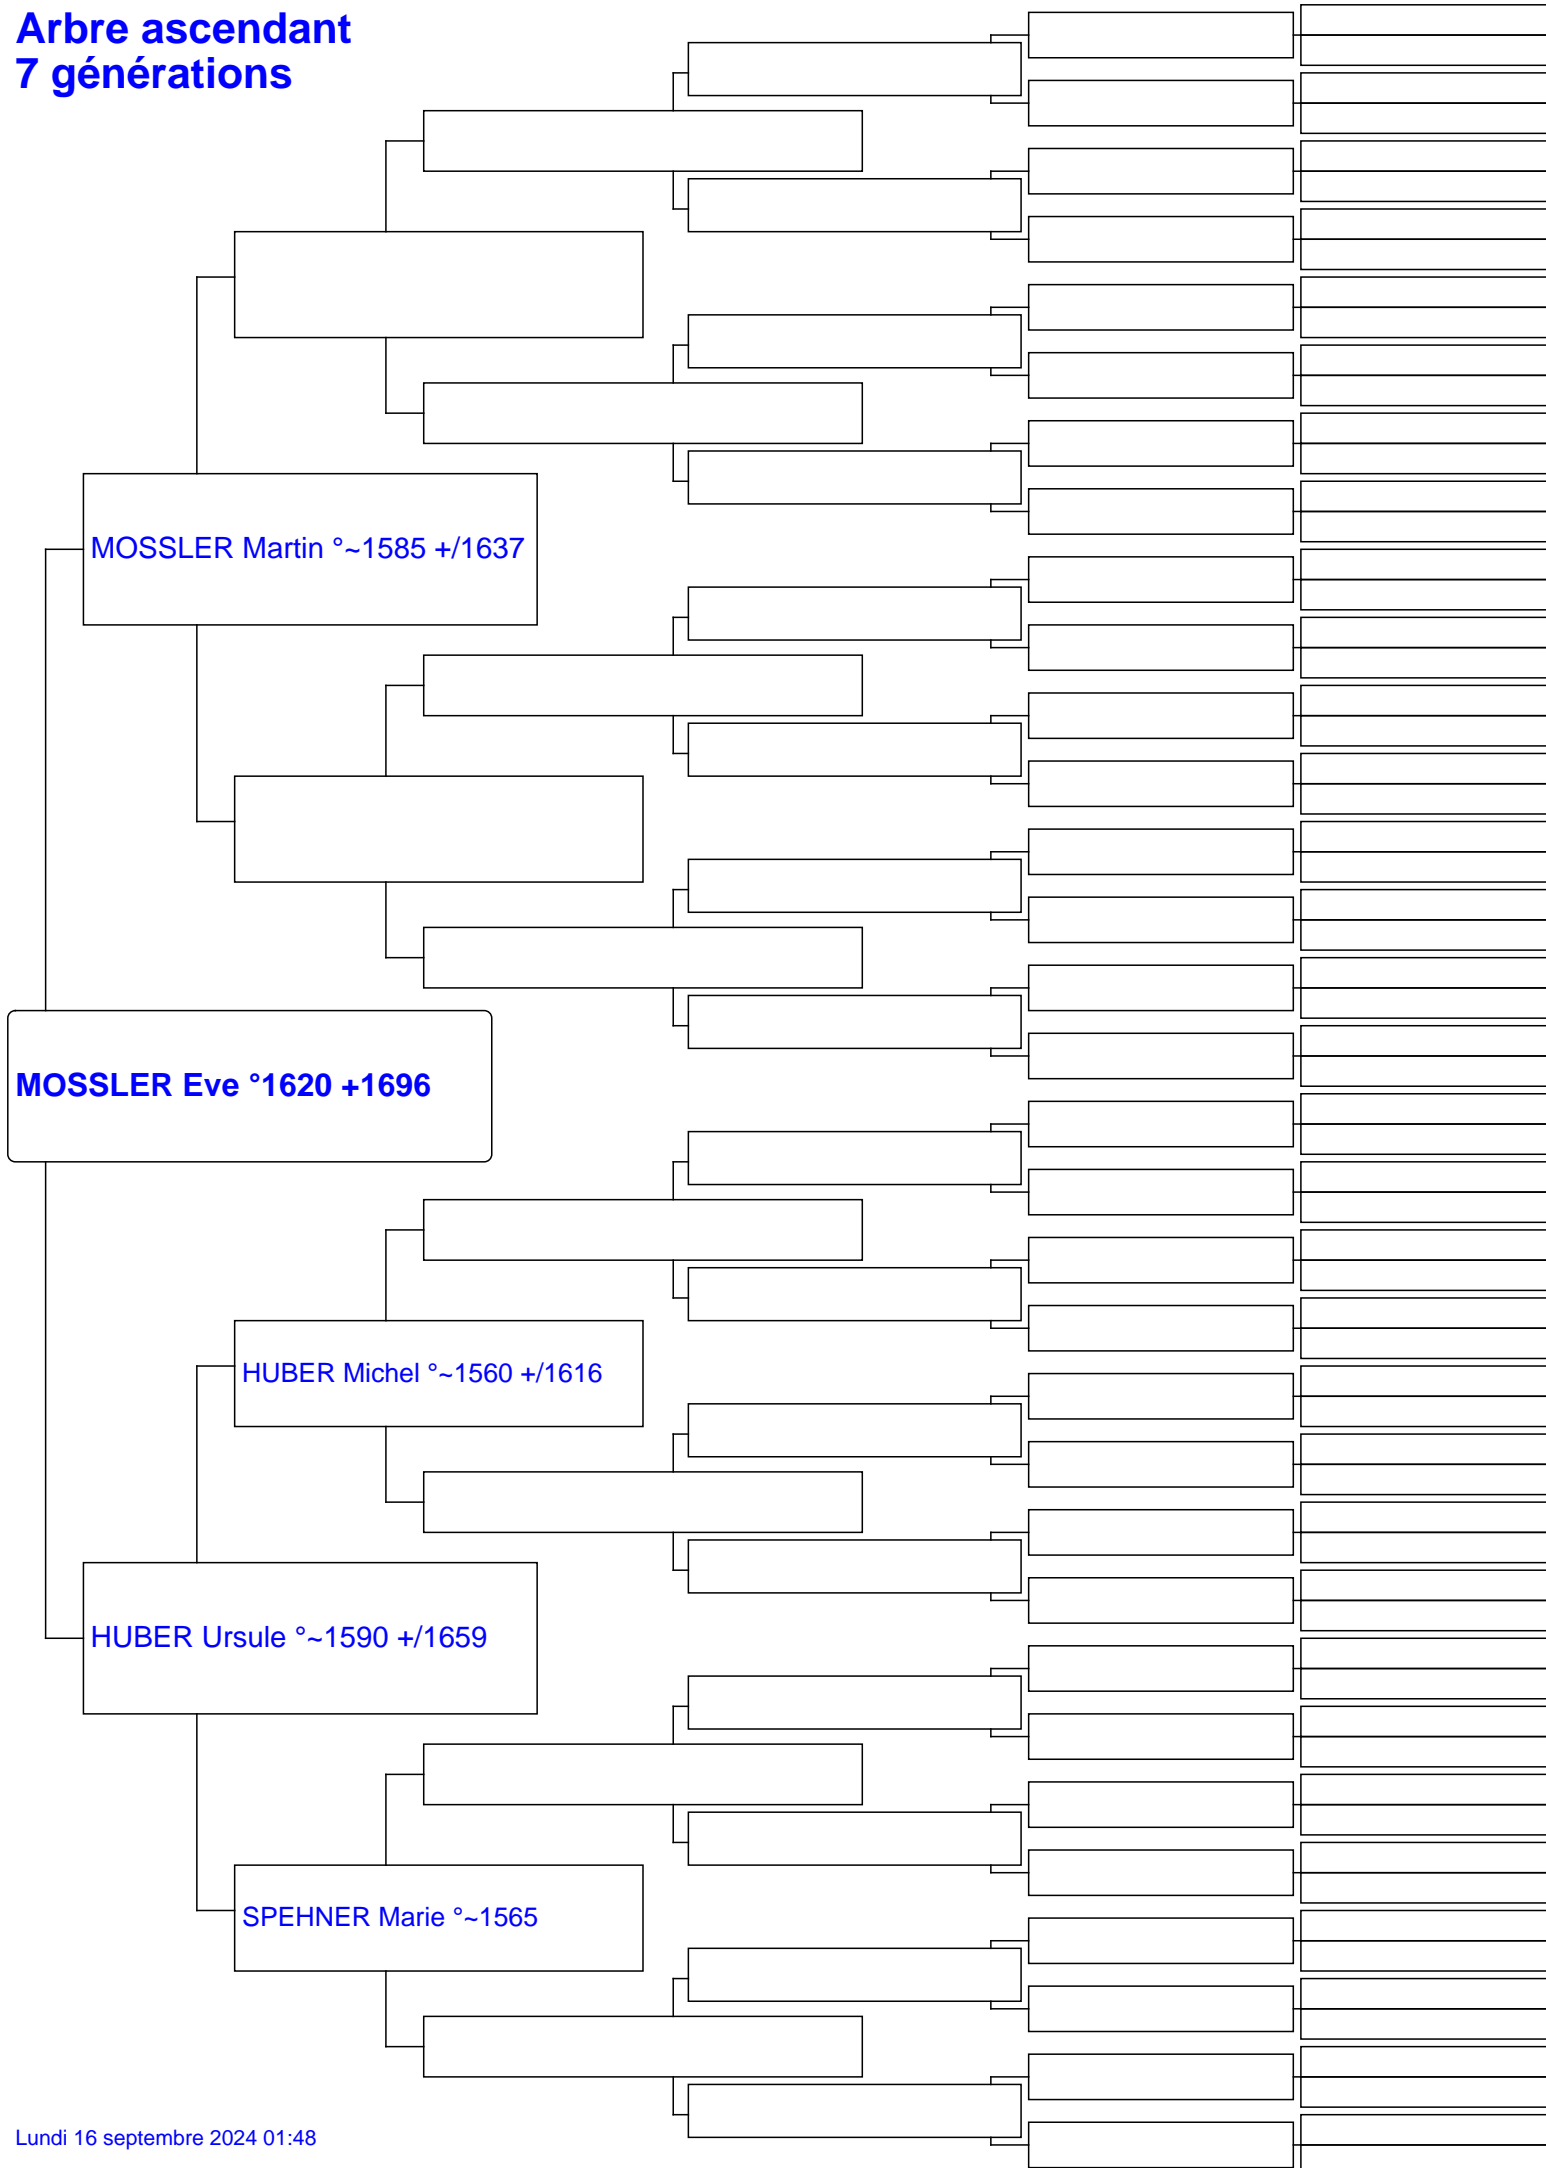 Arbre ascendant
7 générations
MOSSLER Martin °~1585 +/1637
MOSSLER Eve °1620 +1696
HUBER Michel °~1560 +/1616
HUBER Ursule °~1590 +/1659
SPEHNER Marie °~1565
Lundi 16 septembre 2024 01:48